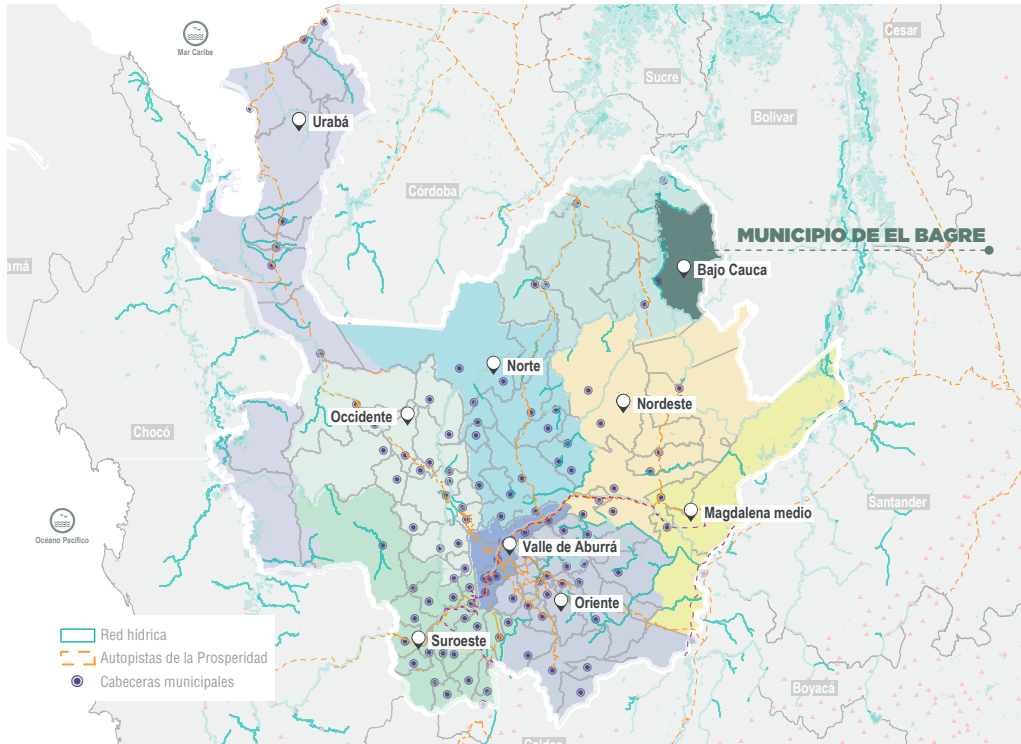 Mar Caribe
Cesar
Sucre
Bolívar
Urabá
Córdoba
MUNICIPIO DE EL BAGRE
Bajo Cauca
Norte
Nordeste
Occidente
Chocó
Santander
Magdalena medio
Océano Pacífico
Valle de Aburrá
Oriente
Suroeste
Red hídrica
Autopistas de la Prosperidad
Cabeceras municipales
Boyacá